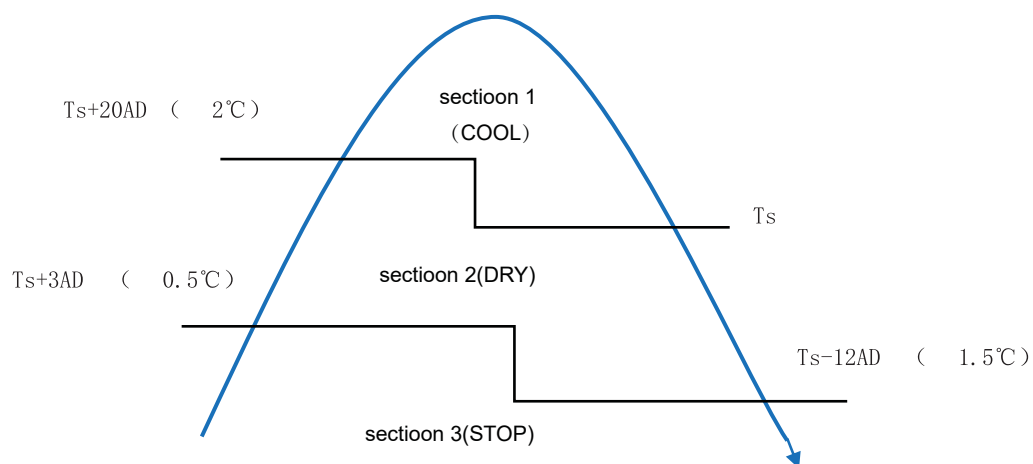 sectioon 1
Ts+20AD ( 2℃)
(COOL)
Ts
Ts+3AD ( 0.5℃)
sectioon 2(DRY)
Ts-12AD ( 1.5℃)
sectioon 3(STOP)